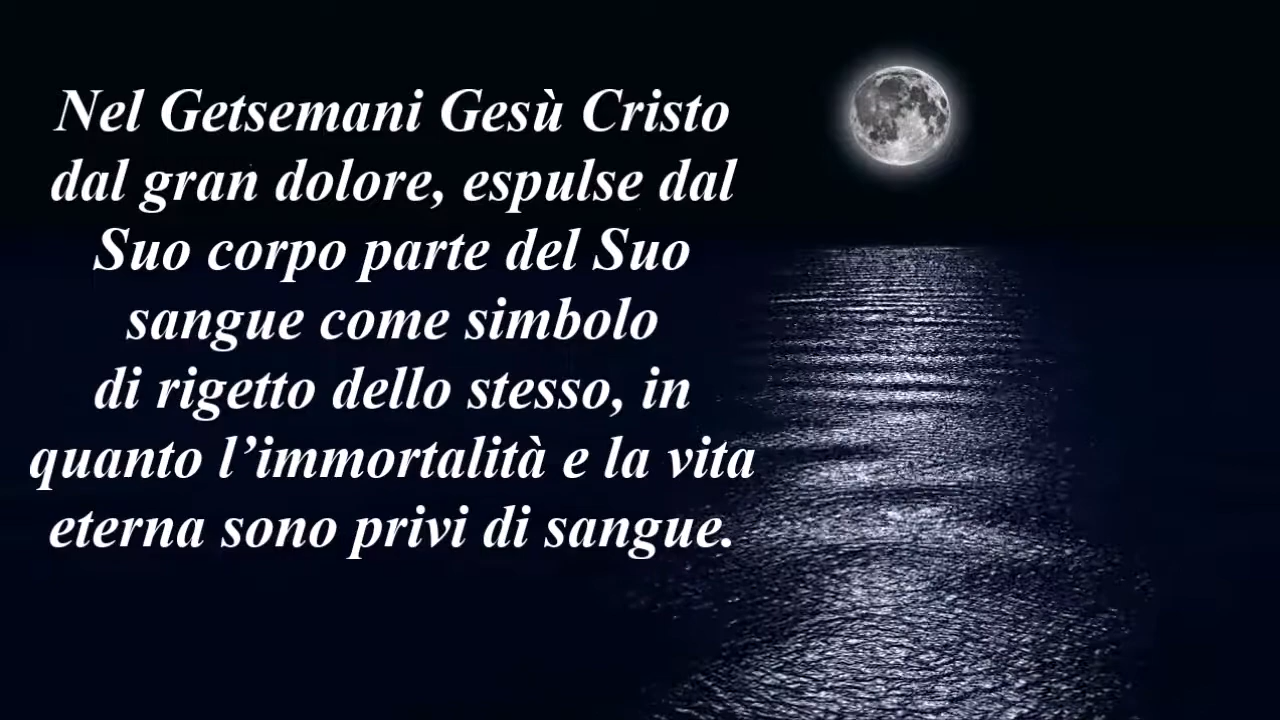 Nel Getsemani Gesù Cristo
dal gran dolore, espulse dal
Suo corpo parte del Suo
sangue come simbolo
di rigetto dello stesso, in
quanto l’immortalità e la vita
eterna sono privi di sangue.